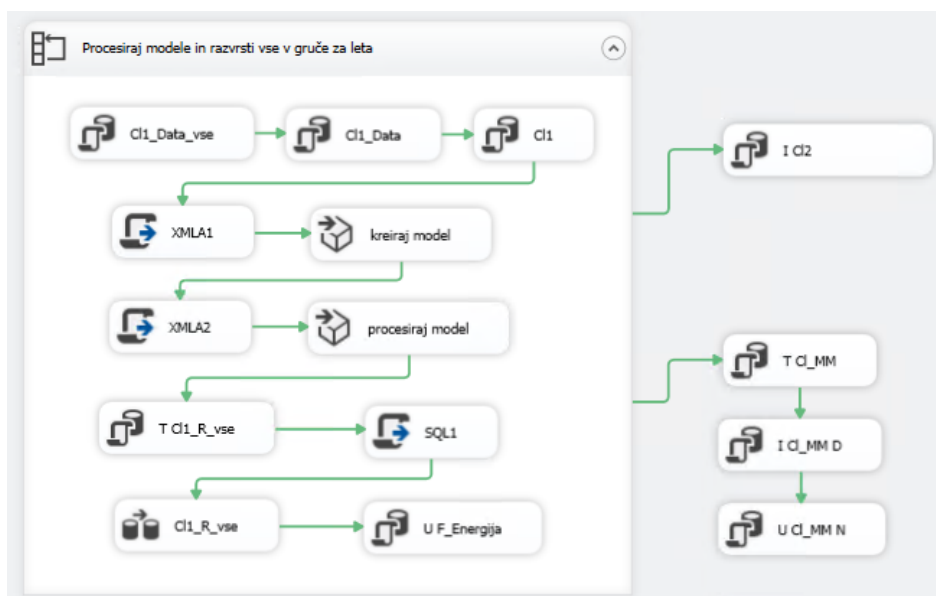 Procesiraj modele in razvrsti vse v gruče za leta
Cl1_Data_vse
Cl1_Data
Cl1
XMLA1
kreiraj model
XMLA2
procesiraj model
T Cl1_R_vse
SQL1
Cl1_R_vse
U F_Energija
I Cl2
T Cl_MM
I Cl_MM D
U Cl_MM N